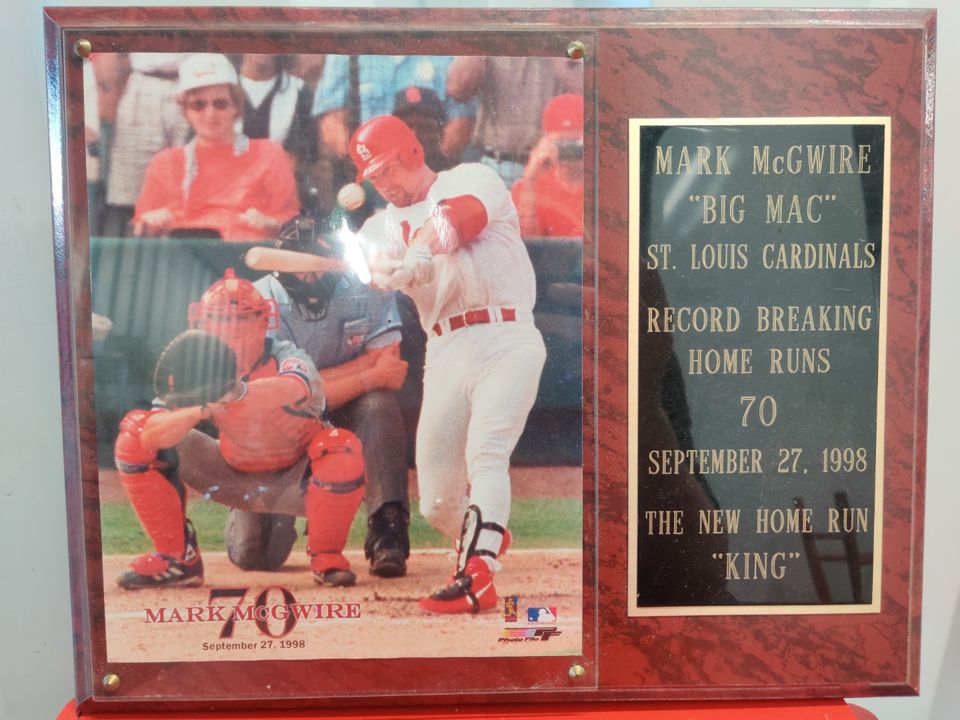 MARK McGWIRE
"BIG MAC"
ST. LOUIS CARDINALS
RECORD BREAKING
HOME RUNS
70
SEPTEMBER 27, 1998
THE NEW HOME RUN
"KING"
70
MARK MCGWIRE
September 27, 1998
Photo File